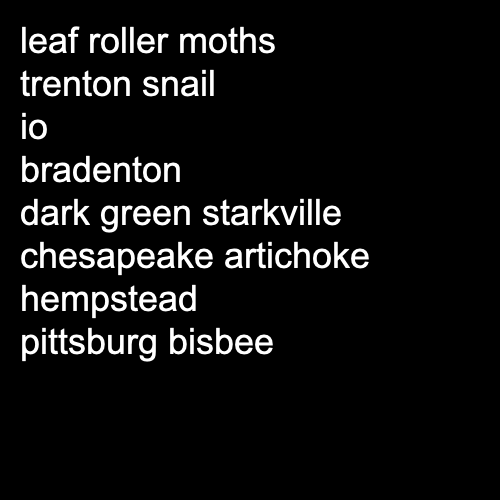 leaf roller moths
trenton snail
io
bradenton
dark green starkville
chesapeake artichoke
hempstead
pittsburg bisbee